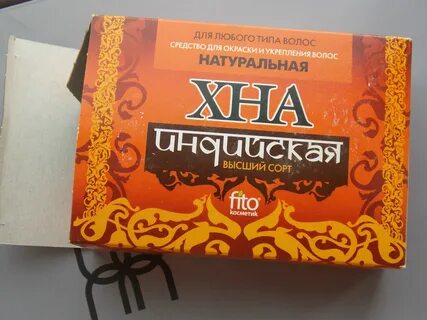 ДЛЯ ЛЮБОГО ТИПА ВОЛОС
СРЕДСТВО ДЛЯ ОКРАСКИ И УКРЕПЛЕНИЯ ВОЛОС
НАТУРАЛЬНАЯ
ХНА
ИНДИЙСКАЯ
ВЫСШИЙ СОРТ
fito
косметик